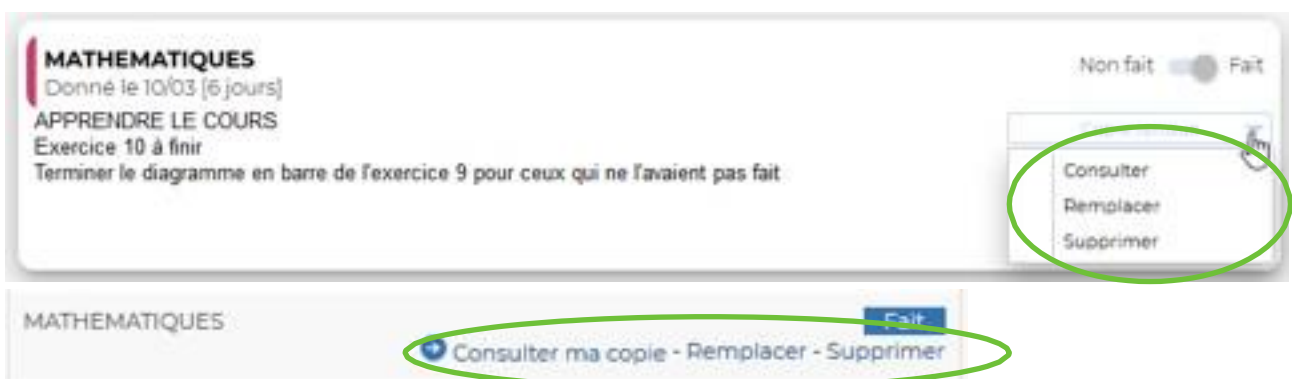 MATHEMATIQUES
Non fait Fait
Donné le 10/03 [6 jours]
APPRENDRE LE COURS
Exercice 10 à finir
Terminer le diagramme en barre de l'exercice 9 pour ceux qui ne l'avaient pas fait
Consulter
Remplacer
Supprimer
MATHEMATIQUES
Fait
Consulter ma copie - Remplacer - Supprimer